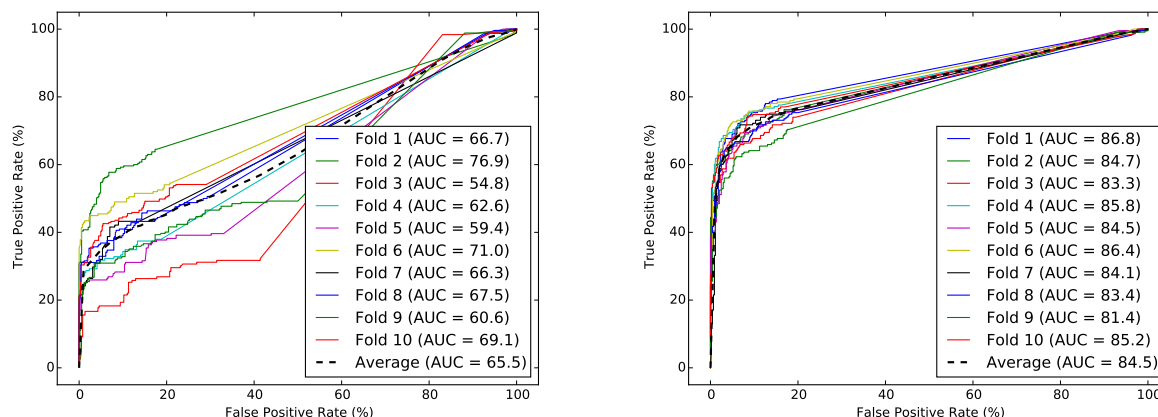 100
80
60
40
20
0
True Positive Rate (%)
0
20
40
60
80
100
False Positive Rate (%)
Fold 1 (AUC = 66.7)
Fold 2 (AUC = 76.9)
Fold 3 (AUC = 54.8)
Fold 4 (AUC = 62.6)
Fold 5 (AUC = 59.4)
Fold 6 (AUC = 71.0)
Fold 7 (AUC = 66.3)
Fold 8 (AUC = 67.5)
Fold 9 (AUC = 60.6)
Fold 10 (AUC = 69.1)
Average (AUC = 65.5)
100
80
60
40
20
0
True Positive Rate (%)
0
20
40
60
80
100
False Positive Rate (%)
Fold 1 (AUC = 86.8)
Fold 2 (AUC = 84.7)
Fold 3 (AUC = 83.3)
Fold 4 (AUC = 85.8)
Fold 5 (AUC = 84.5)
Fold 6 (AUC = 86.4)
Fold 7 (AUC = 84.1)
Fold 8 (AUC = 83.4)
Fold 9 (AUC = 81.4)
Fold 10 (AUC = 85.2)
Average (AUC = 84.5)